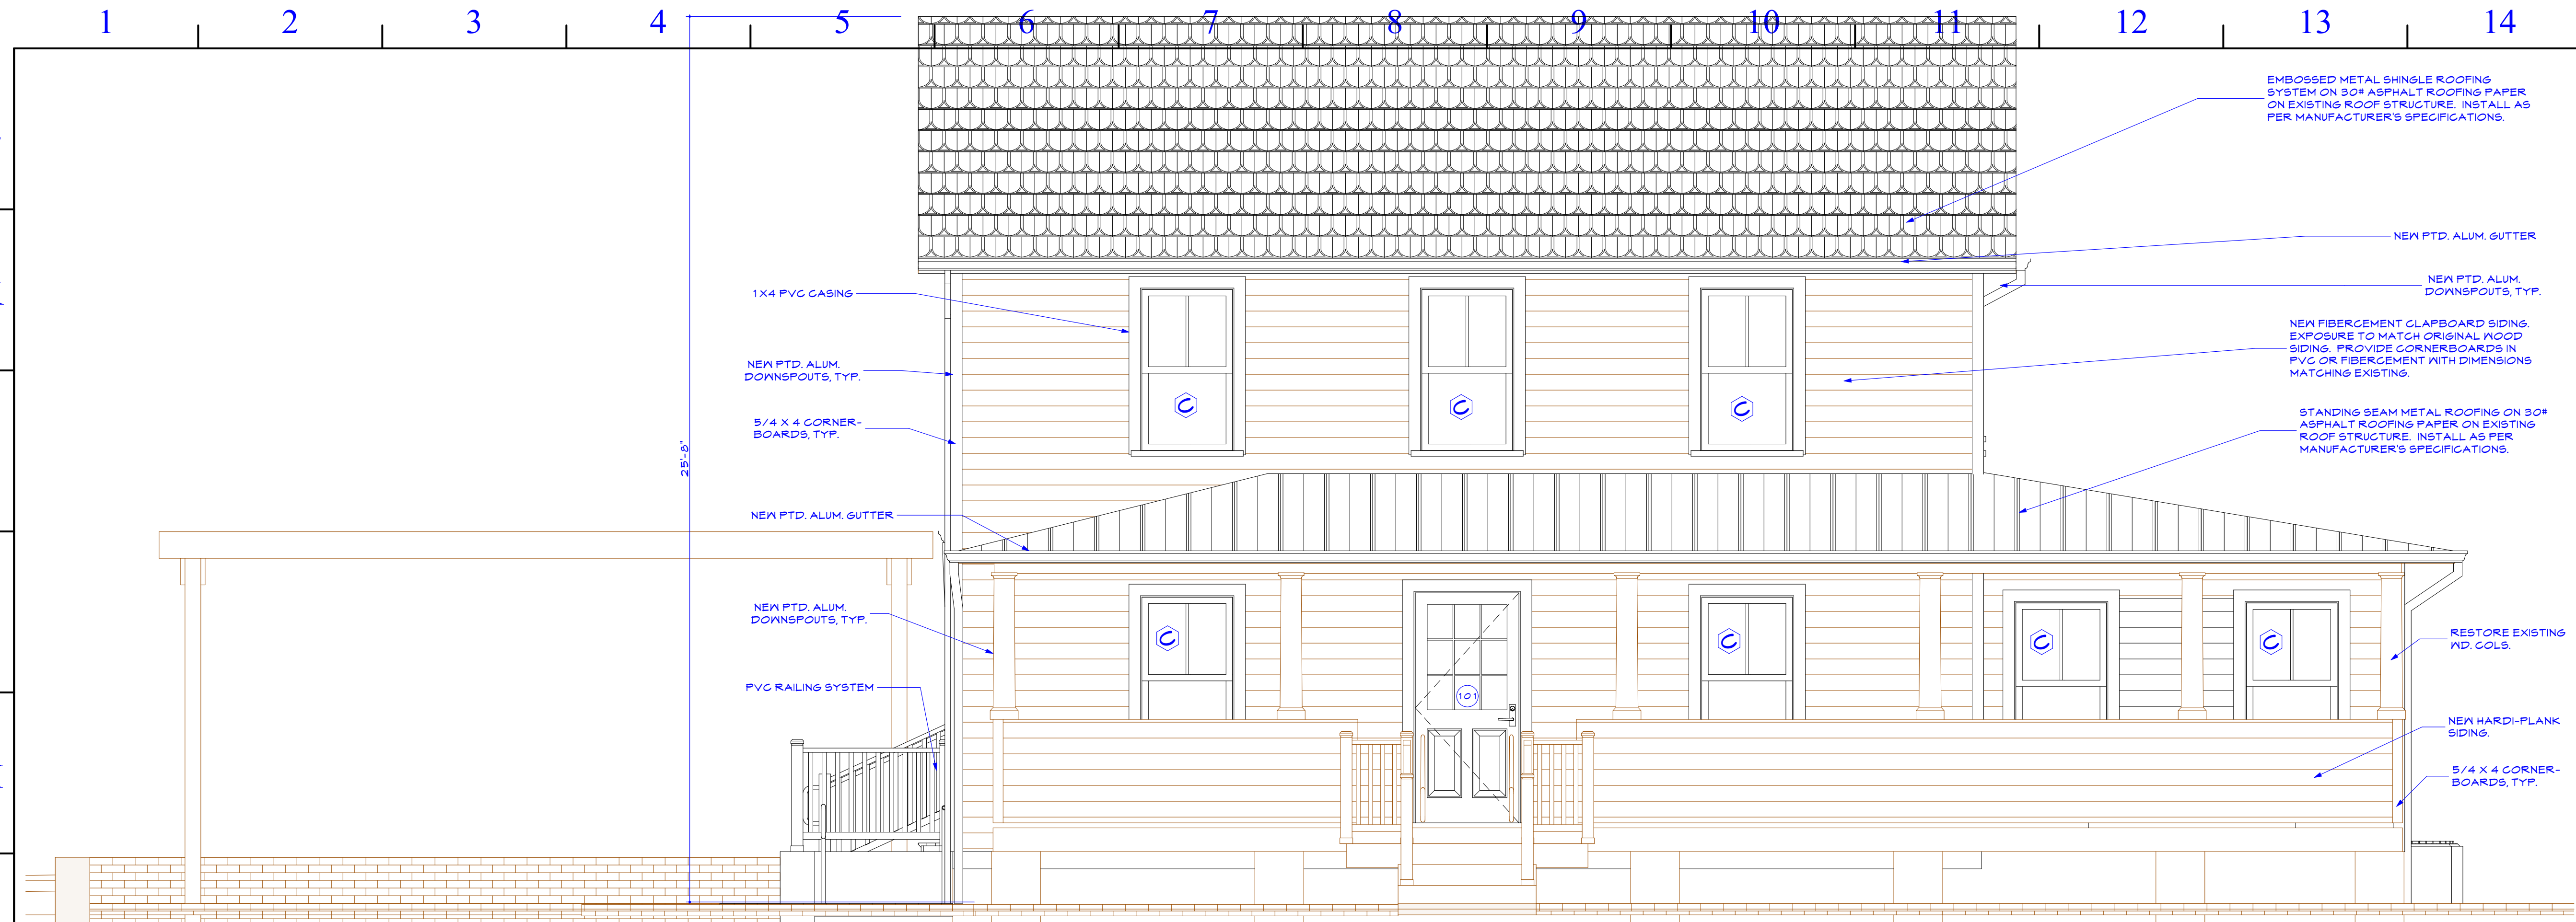 1 2 3 4 5 6 7 8 9 10 11 12 13 14
EMBOSSED METAL SHINGLE ROOFING
SYSTEM ON 30# ASPHALT ROOFING PAPER
ON EXISTING ROOF STRUCTURE. INSTALL AS
PER MANUFACTURER'S SPECIFICATIONS.
NEW PTD. ALUM. GUTTER
NEW PTD. ALUM.
DOWNSPOUTS, TYP.
NEW FIBERCEMENT CLAPBOARD SIDING.
EXPOSURE TO MATCH ORIGINAL WOOD
SIDING. PROVIDE CORNERBOARDS IN
PVC OR FIBERCEMENT WITH DIMENSIONS
MATCHING EXISTING.
STANDING SEAM METAL ROOFING ON 30#
ASPHALT ROOFING PAPER ON EXISTING
ROOF STRUCTURE. INSTALL AS PER
MANUFACTURER'S SPECIFICATIONS.
RESTORE EXISTING
WD. COLS.
NEW HARDI-PLANK
SIDING.
5/4 X 4 CORNER-
BOARDS, TYP.
1X4 PVC CASING
NEW PTD. ALUM.
DOWNSPOUTS, TYP.
5/4 X 4 CORNER-
BOARDS, TYP.
25'-8"
NEW PTD. ALUM. GUTTER
NEW PTD. ALUM.
DOWNSPOUTS, TYP.
PVC RAILING SYSTEM
C
C
C
C
C
C
C
101